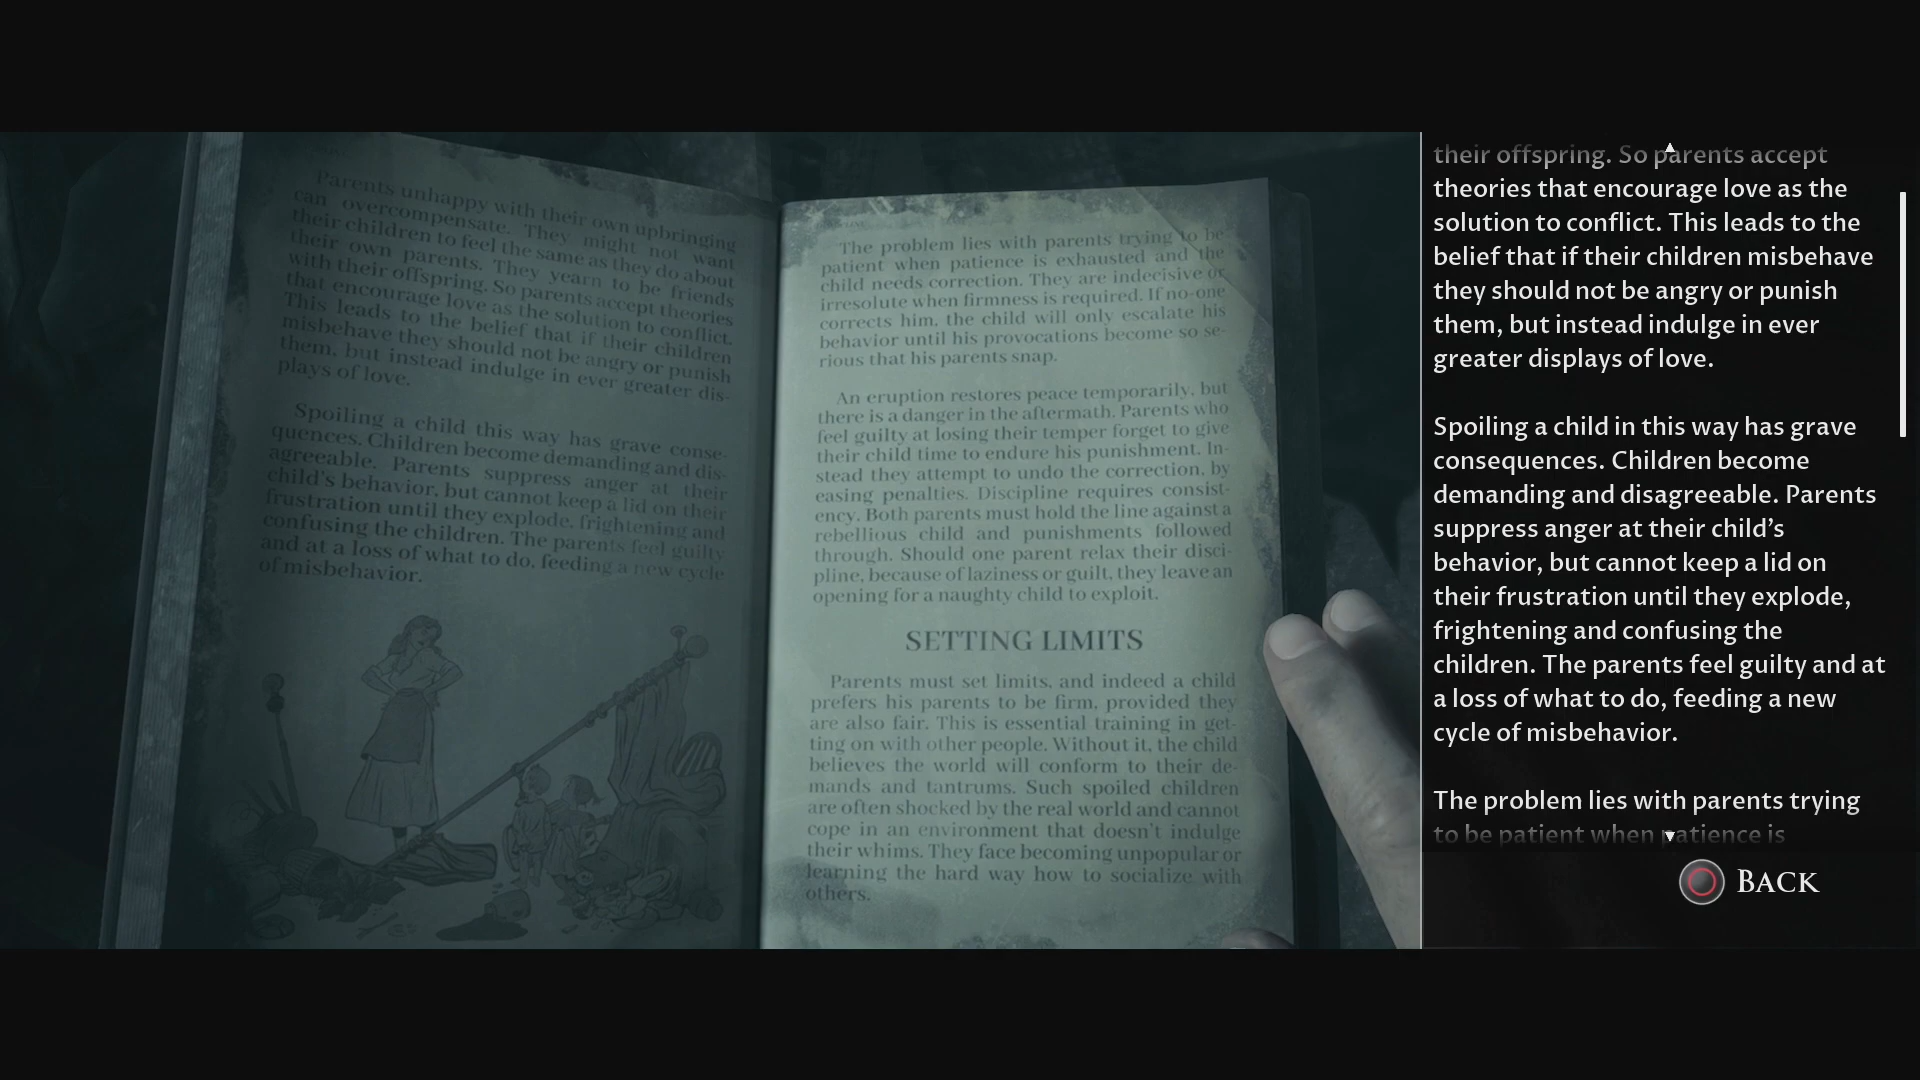 Parents unhappy with their own upbringing
can overcompensate. They might not want
their children to feel the same as they do about
their own parents. They yearn to be friends
with their offspring. So parents accept theories
that encourage love as the solution to conflict.
This leads to the belief that if their children
misbehave they should not be angry or punish
them, but instead indulge in ever greater dis-
plays of love.
Spoiling a child this way has grave conse-
quences. Children become demanding and dis-
agreeable. Parents suppress anger at their
child's behavior, but cannot keep a lid on their
frustration until they explode, frightening and
confusing the children. The parents feel guilty
and at a loss of what to do, feeding a new cycle
of misbehavior.
The problem lies with parents trying to be
patient when patience is exhausted and the
child needs correction. They are indecisive or
irresolute when firmness is required. If no-one
corrects him, the child will only escalate his
behavior until his provocations become so se-
rious that his parents snap.
An eruption restores peace temporarily, but
there is a danger in the aftermath. Parents who
feel guilty at losing their temper forget to give
their child time to endure his punishment. In-
stead they attempt to undo the correction, by
easing penalties. Discipline requires consist-
ency. Both parents must hold the line against a
rebellious child and punishments followed
through. Should one parent relax their disci-
pline, because of laziness or guilt, they leave an
opening for a naughty child to exploit.
SETTING LIMITS
Parents must set limits, and indeed a child
prefers his parents to be firm, provided they
are also fair. This is essential training in get-
ting on with other people. Without it, the child
believes the world will conform to their de-
mands and tantrums. Such spoiled children
are often shocked by the real world and cannot
cope in an environment that doesn't indulge
their whims. They face becoming unpopular or
learning the hard way how to socialize with
others.
their offspring. So parents accept
theories that encourage love as the
solution to conflict. This leads to the
belief that if their children misbehave
they should not be angry or punish
them, but instead indulge in ever
greater displays of love.
Spoiling a child in this way has grave
consequences. Children become
demanding and disagreeable. Parents
suppress anger at their child’s
behavior, but cannot keep a lid on
their frustration until they explode,
frightening and confusing the
children. The parents feel guilty and at
a loss of what to do, feeding a new
cycle of misbehavior.
The problem lies with parents trying
to be patient when patience is
BACK